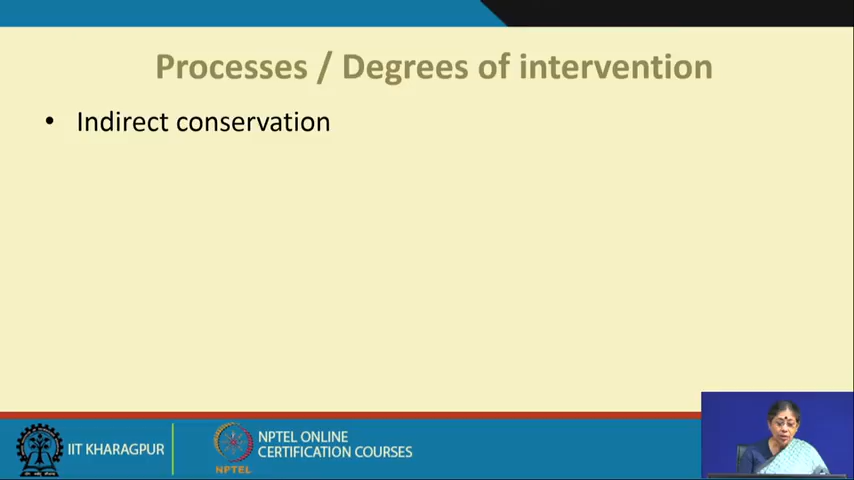 Processes / Degrees of intervention
• Indirect conservation
IIT KHARAGPUR
NPTEL
NPTEL ONLINE
CERTIFICATION COURSES